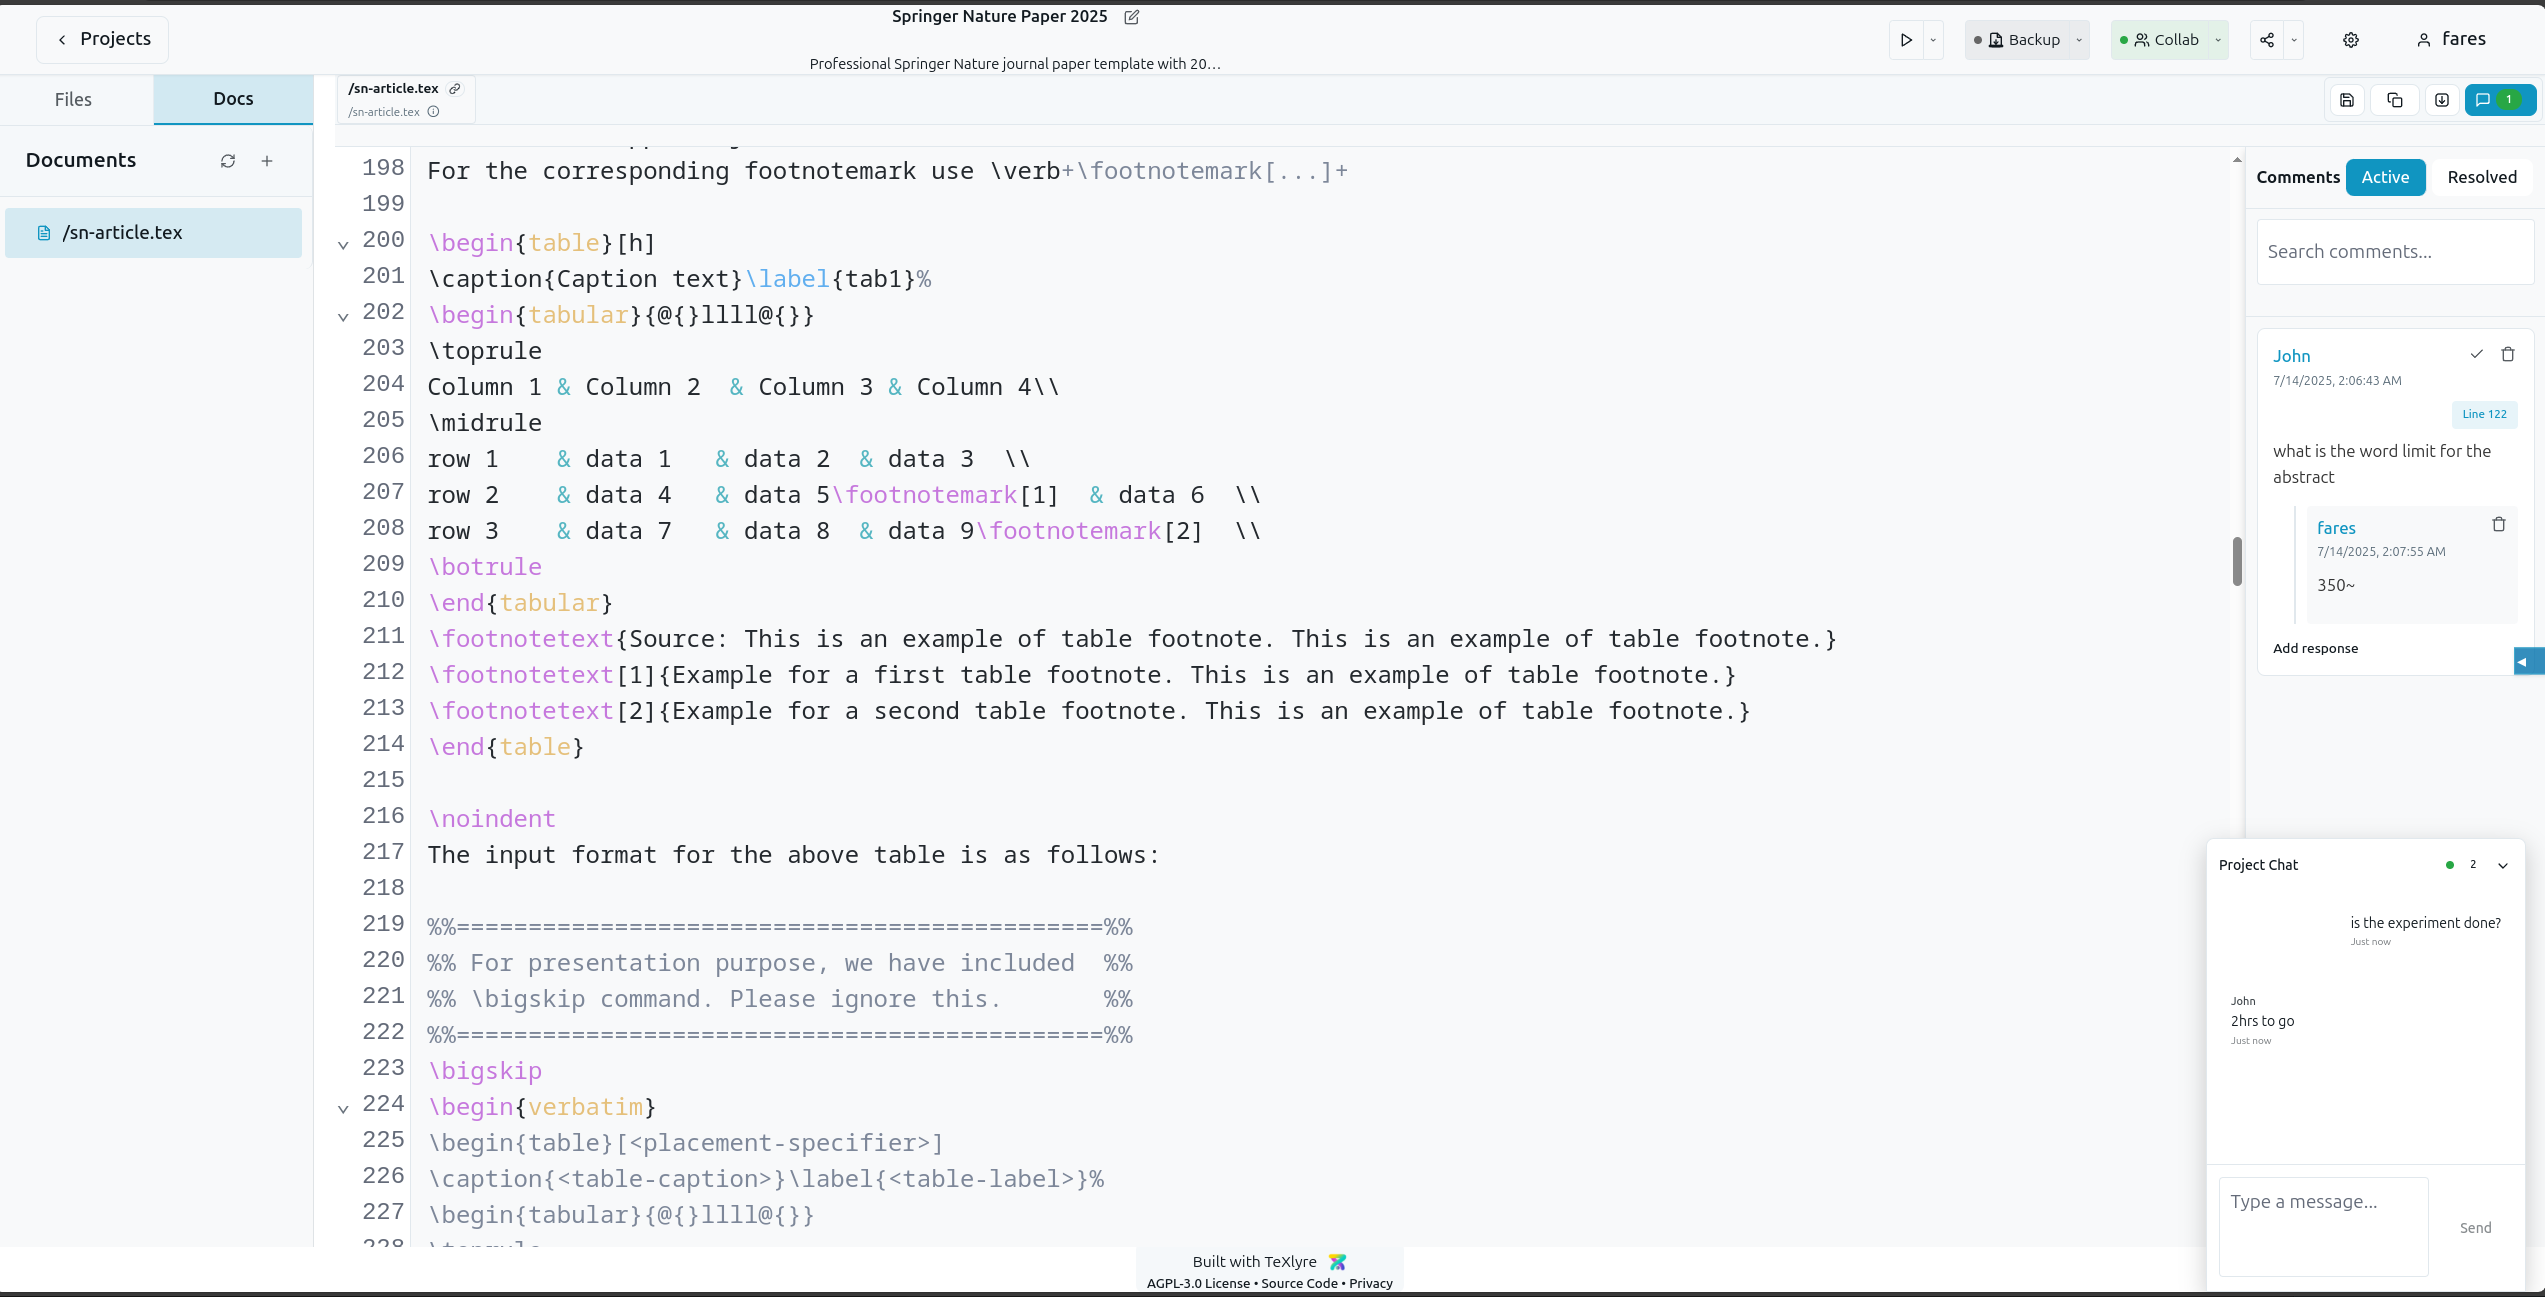 Projects
Springer Nature Paper 2025
Professional Springer Nature journal paper template with 20...
Backup
Collab
fares
Files
Docs
Documents
/sn-article.tex
/sn-article.tex
/sn-article.tex
1
198 For the corresponding footnotemark use \verb+\footnotemark[...]+
199
200 \begin{table}[h]
201 \caption{Caption text}\label{tab1}%
202 \begin{tabular}{@{}llll@{}}
203 \toprule
204 Column 1 & Column 2  & Column 3 & Column 4\\
205 \midrule
206 row 1    & data 1   & data 2  & data 3  \\
207 row 2    & data 4   & data 5\footnotemark[1]  & data 6  \\
208 row 3    & data 7   & data 8  & data 9\footnotemark[2]  \\
209 \botrule
210 \end{tabular}
211 \footnotetext{Source: This is an example of table footnote. This is an example of table footnote.}
212 \footnotetext[1]{Example for a first table footnote. This is an example of table footnote.}
213 \footnotetext[2]{Example for a second table footnote. This is an example of table footnote.}
214 \end{table}
215
216 \noindent
217 The input format for the above table is as follows:
218
219 %%=============================================%%
220 %% For presentation purpose, we have included  %%
221 %% \bigskip command. Please ignore this.       %%
222 %%=============================================%%
223 \bigskip
224 \begin{verbatim}
225 \begin{table}[<placement-specifier>]
226 \caption{<table-caption>}\label{<table-label>}%
227 \begin{tabular}{@{}llll@{}}
228 \toprule
Comments
Active
Resolved
Search comments...
John
7/14/2025, 2:06:43 AM
Line 122
what is the word limit for the
abstract
fares
7/14/2025, 2:07:55 AM
350~
Add response
Project Chat
2
is the experiment done?
Just now
John
2hrs to go
Just now
Type a message...
Send
Built with TeXlyre
AGPL-3.0 License • Source Code • Privacy